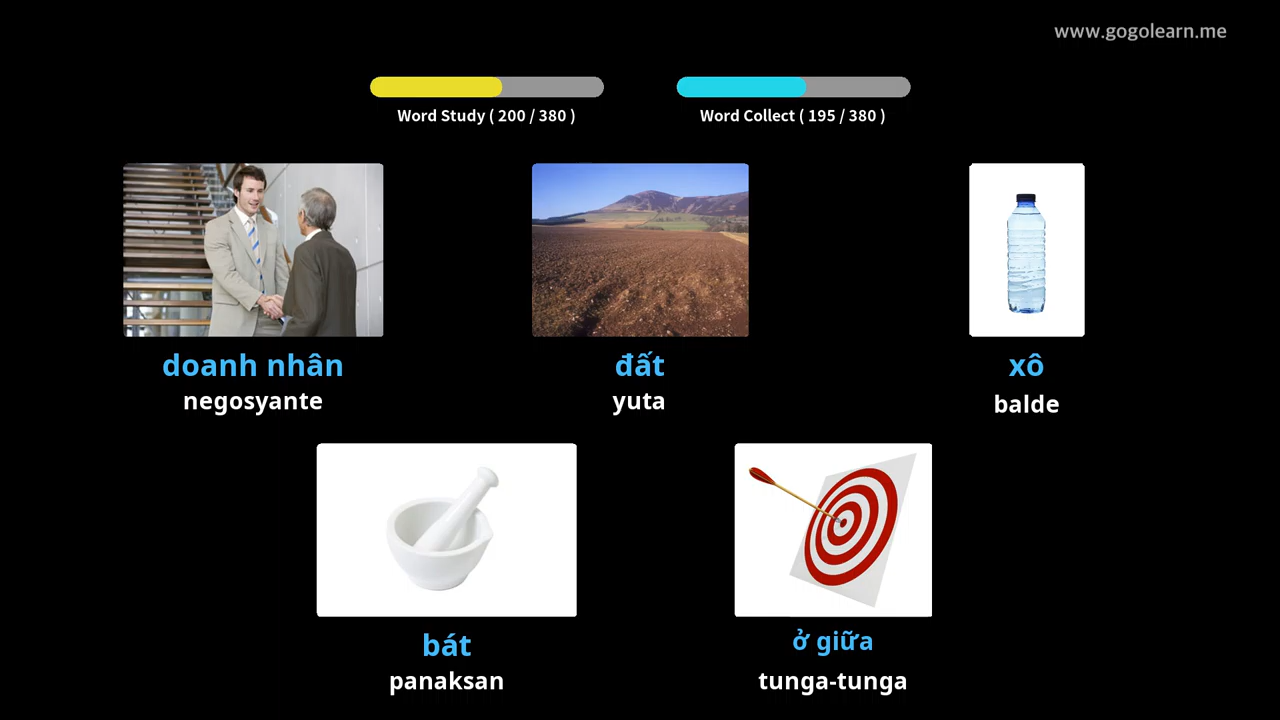 www.gogolearn.me
Word Study ( 200 / 380 )
Word Collect ( 195 / 380 )
doanh nhân
negosyante
đất
yuta
xô
balde
bát
panaksan
ở giữa
tunga-tunga